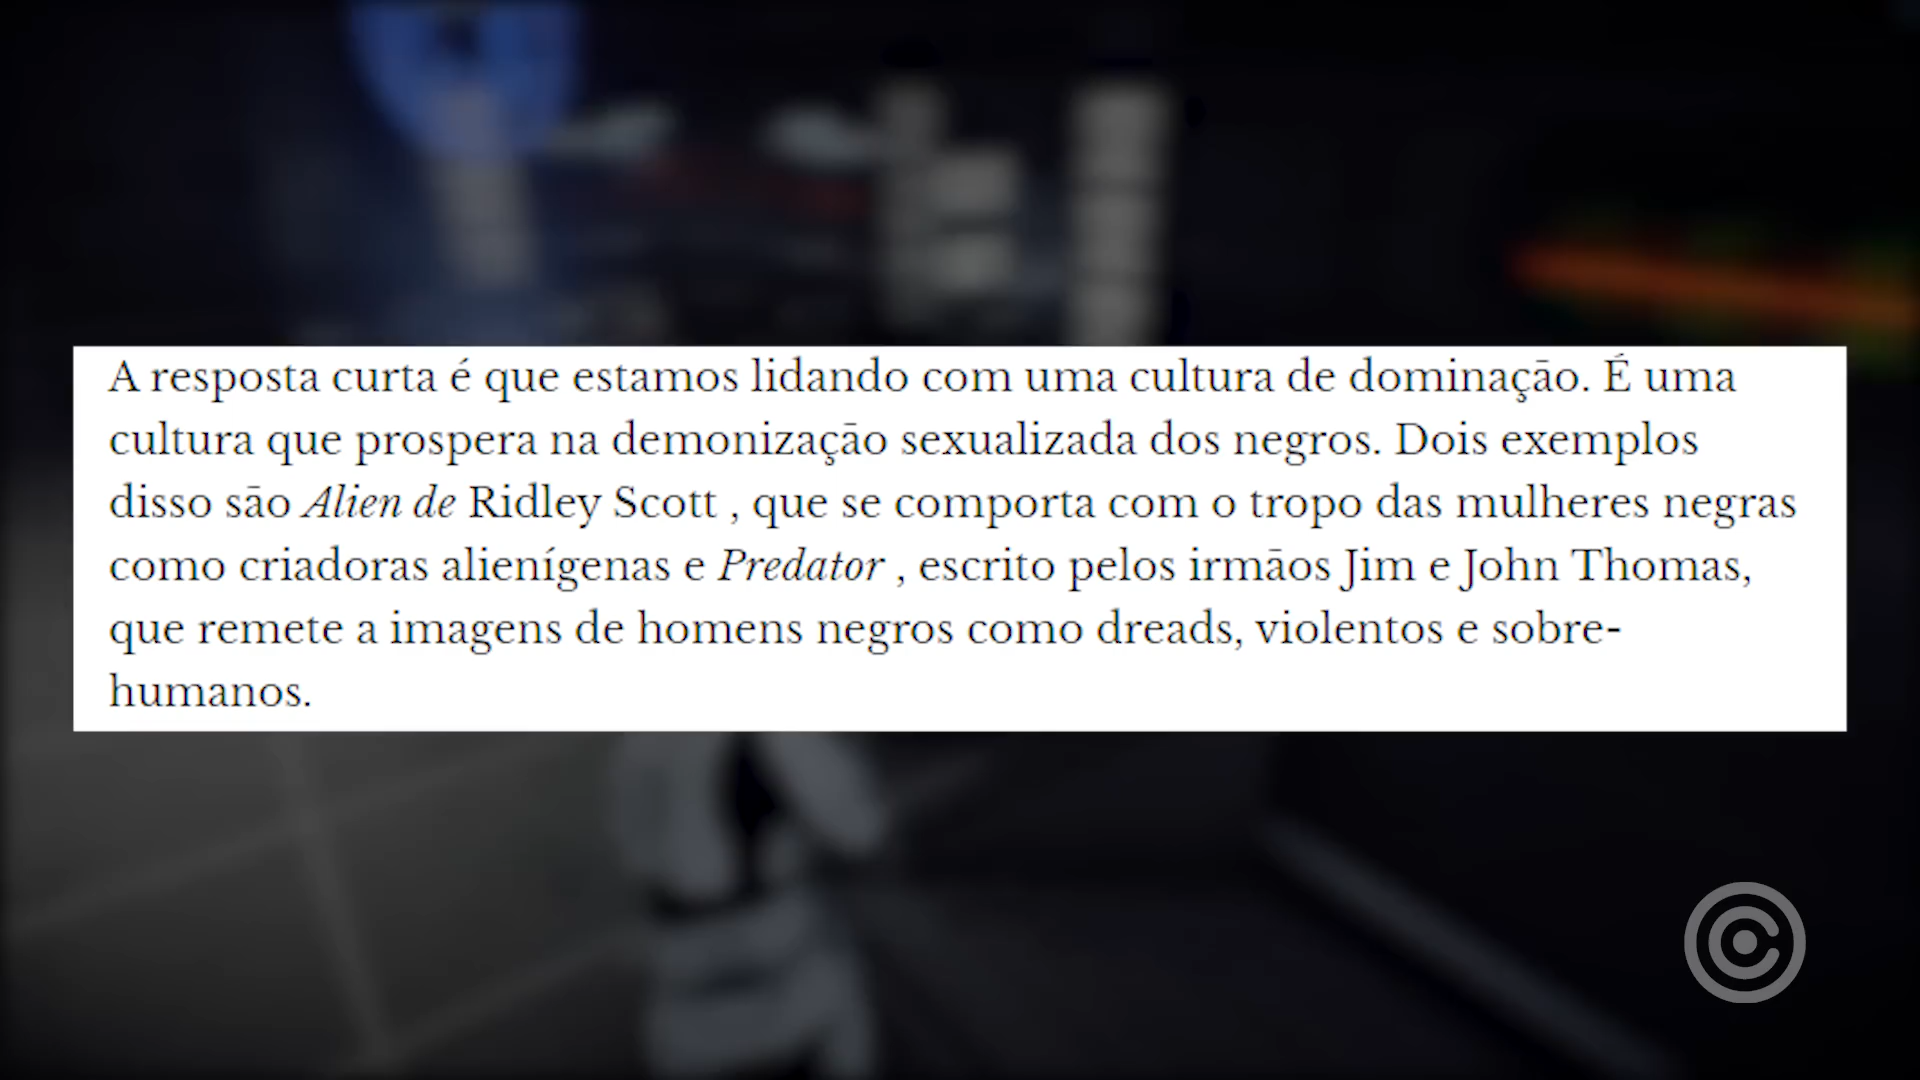 A resposta curta é que estamos lidando com uma cultura de dominação. É uma
cultura que prospera na demonização sexualizada dos negros. Dois exemplos
disso são Alien de Ridley Scott , que se comporta com o tropo das mulheres negras
como criadoras alienígenas e Predator , escrito pelos irmãos Jim e John Thomas,
que remete a imagens de homens negros como dreads, violentos e sobre-
humanos.